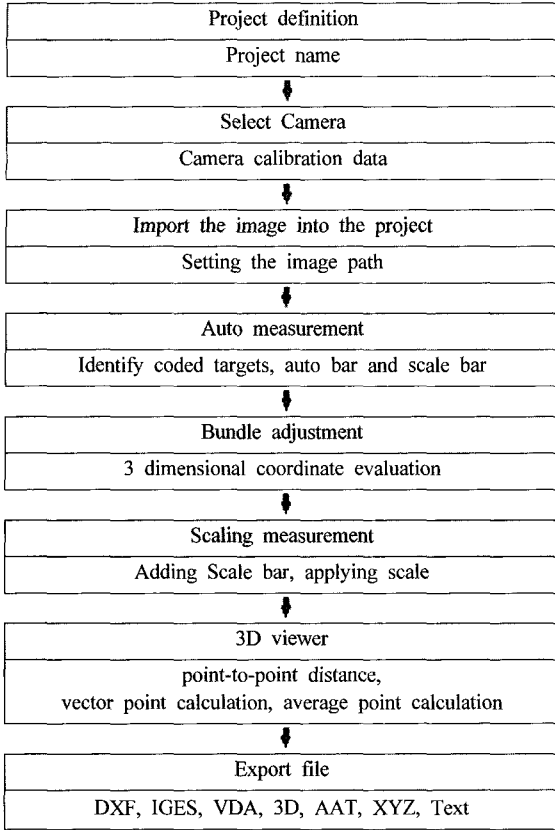 Project definition
Project name
Select Camera
Camera calibration data
Import the image into the project
Setting the image path
Auto measurement
Identify coded targets, auto bar and scale bar
Bundle adjustment
3 dimensional coordinate evaluation
Scaling measurement
Adding Scale bar, applying scale
3D viewer
point-to-point distance,
vector point calculation, average point calculation
Export file
DXF, IGES, VDA, 3D, AAT, XYZ, Text